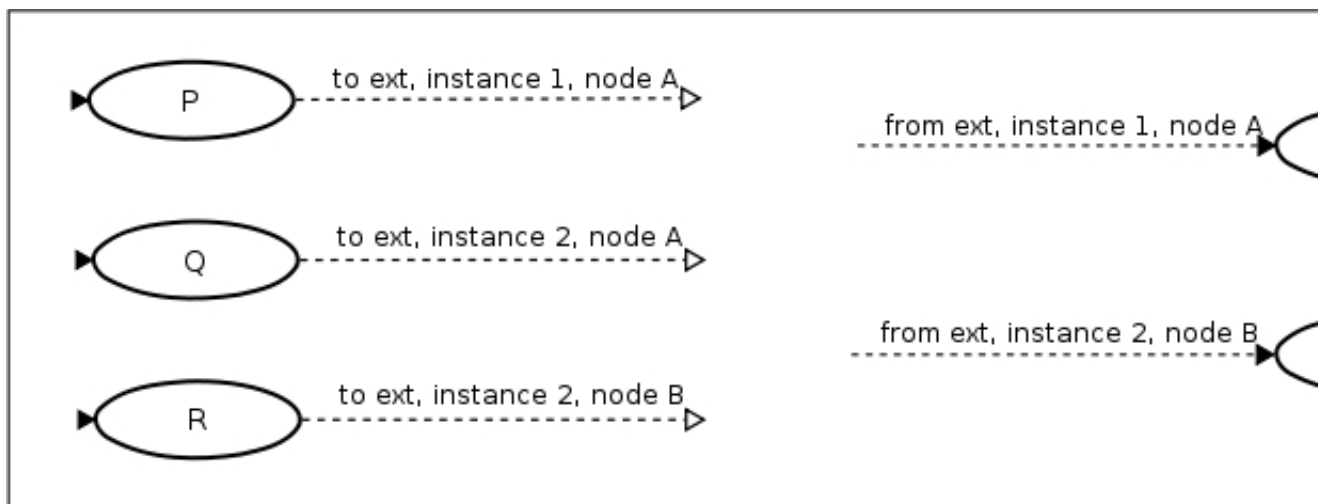 P
to ext, instance 1, node A
from ext, instance 1, node A
Q
to ext, instance 2, node A
from ext, instance 2, node B
R
to ext, instance 2, node B